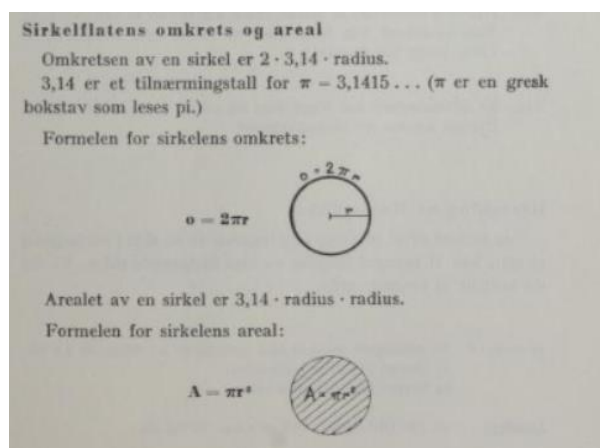 Sirkelflatens omkrets og areal
Omkretsen av en sirkel er 2 · 3,14 · radius.
3,14 er et tilnærmingstall for π = 3,1415 . . . (π er en gresk
bokstav som leses pi.)
Formelen for sirkelens omkrets:
o = 2πr
o = 2πr
r
Arealet av en sirkel er 3,14 · radius · radius.
Formelen for sirkelens areal:
A = πr²
A = πr²